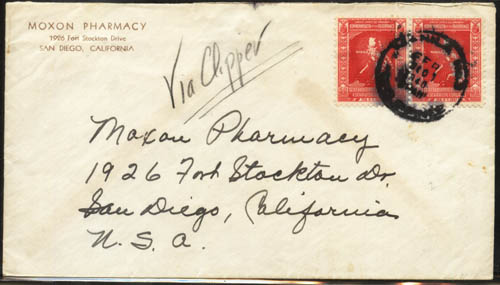 MOXON PHARMACY
1926 Fort Stockton Drive
SAN DIEGO, CALIFORNIA
Via Clipper
Moxon Pharmacy
1926 Fort Stockton Dr.
San Diego, California
U.S.A.